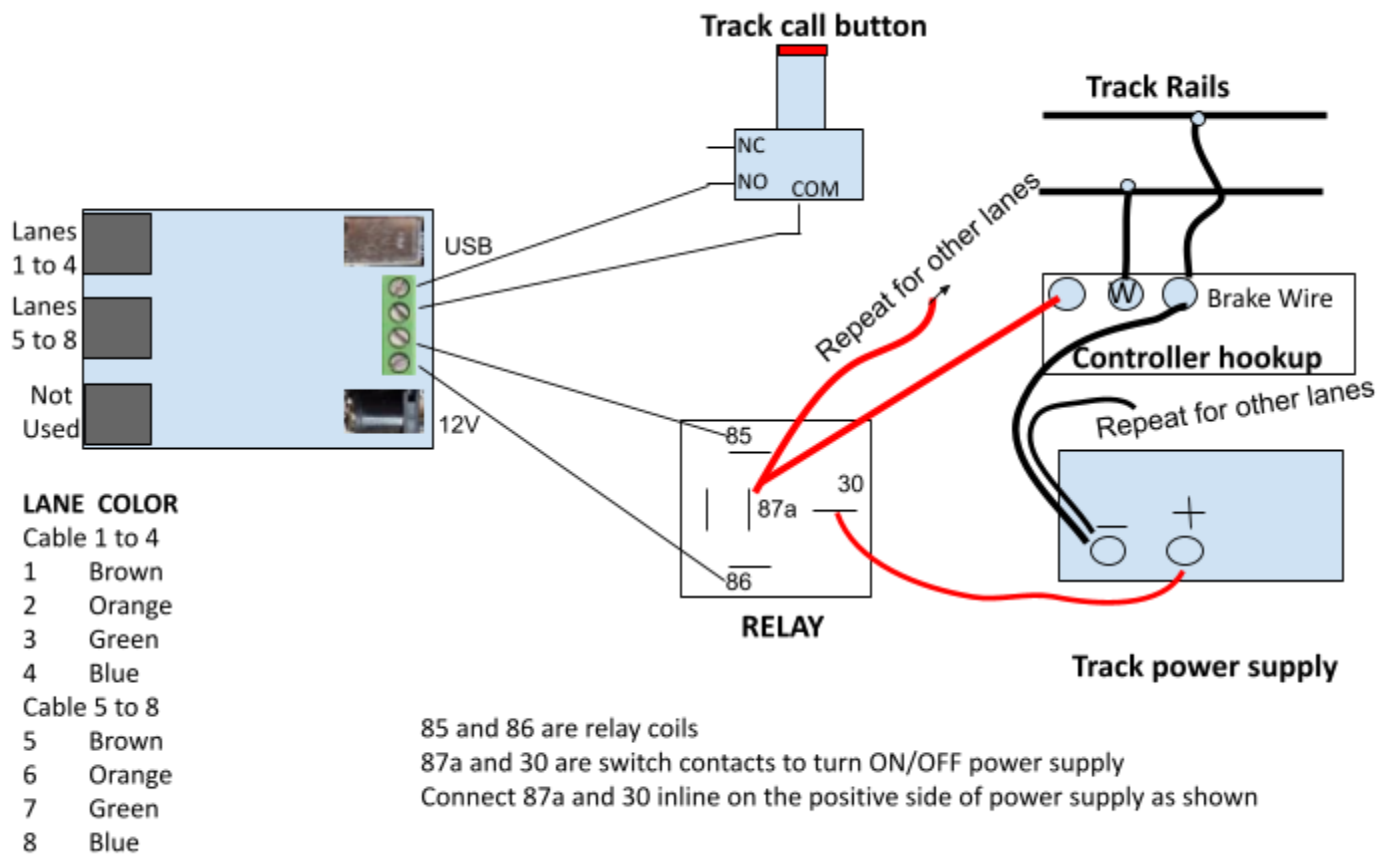 Track call button
Track Rails
NC
NO
COM
Lanes
1 to 4
USB
Lanes
5 to 8
Not
Used
12V
Repeat for other lanes
W
Brake Wire
Controller hookup
Repeat for other lanes
85
30
87a
86
RELAY
− +
Track power supply
LANE COLOR
Cable 1 to 4
1 Brown
2 Orange
3 Green
4 Blue
Cable 5 to 8
5 Brown
6 Orange
7 Green
8 Blue
85 and 86 are relay coils
87a and 30 are switch contacts to turn ON/OFF power supply
Connect 87a and 30 inline on the positive side of power supply as shown